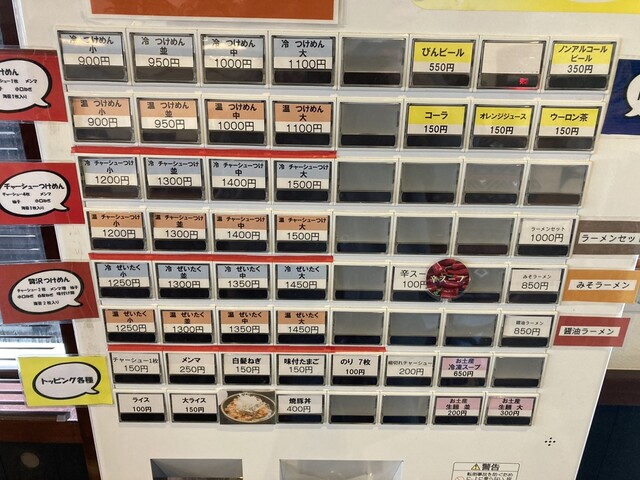 冷 つけめん 小 900円
冷 つけめん 並 950円
冷 つけめん 中 1000円
冷 つけめん 大 1100円
びんビール 550円
ノンアルコールビール 350円
温 つけめん 小 900円
温 つけめん 並 950円
温 つけめん 中 1000円
温 つけめん 大 1100円
コーラ 150円
オレンジジュース 150円
ウーロン茶 150円
冷 チャーシューつけ 小 1200円
冷 チャーシューつけ 並 1300円
冷 チャーシューつけ 中 1400円
冷 チャーシューつけ 大 1500円
チャーシューつけめん
温 チャーシューつけ 小 1200円
温 チャーシューつけ 並 1300円
温 チャーシューつけ 中 1400円
温 チャーシューつけ 大 1500円
ラーメンセット 1000円
ラーメンセット
冷 ぜいたく 小 1250円
冷 ぜいたく 並 1300円
冷 ぜいたく 中 1350円
冷 ぜいたく 大 1450円
辛スー 100
辛スープ
みそラーメン 850円
みそラーメン
贅沢つけめん
温 ぜいたく 小 1250円
温 ぜいたく 並 1300円
温 ぜいたく 中 1350円
温 ぜいたく 大 1450円
醤油ラーメン 850円
醤油ラーメン
トッピング各種
チャーシュー1枚 150円
メンマ 250円
白髪ねぎ 150円
味付たまご 150円
のり 7枚 100円
細切れチャーシュー 200円
お土産 冷凍スープ 650円
ライス 100円
大ライス 150円
焼豚丼 400円
お土産 生麺 並 200円
お土産 生麺 大 300円
警告